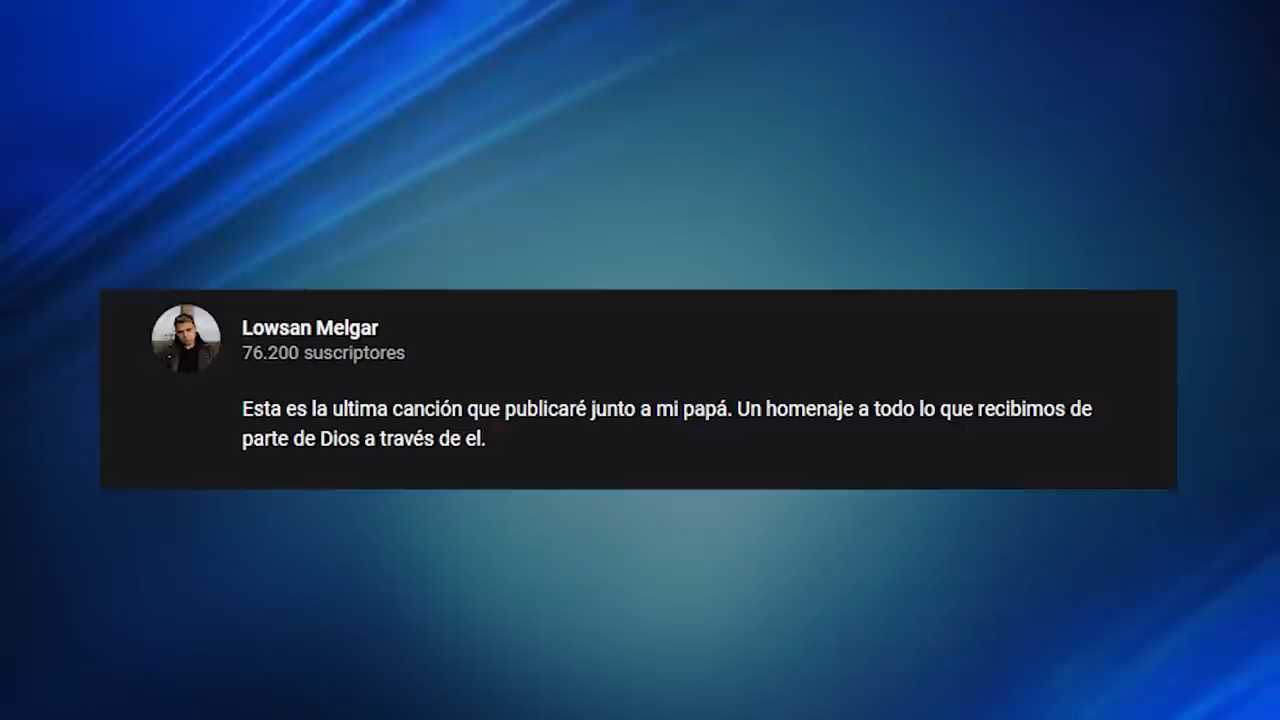 Lowsan Melgar
76.200 suscriptores
Esta es la ultima canción que publicaré junto a mi papá. Un homenaje a todo lo que recibimos de
parte de Dios a través de el.